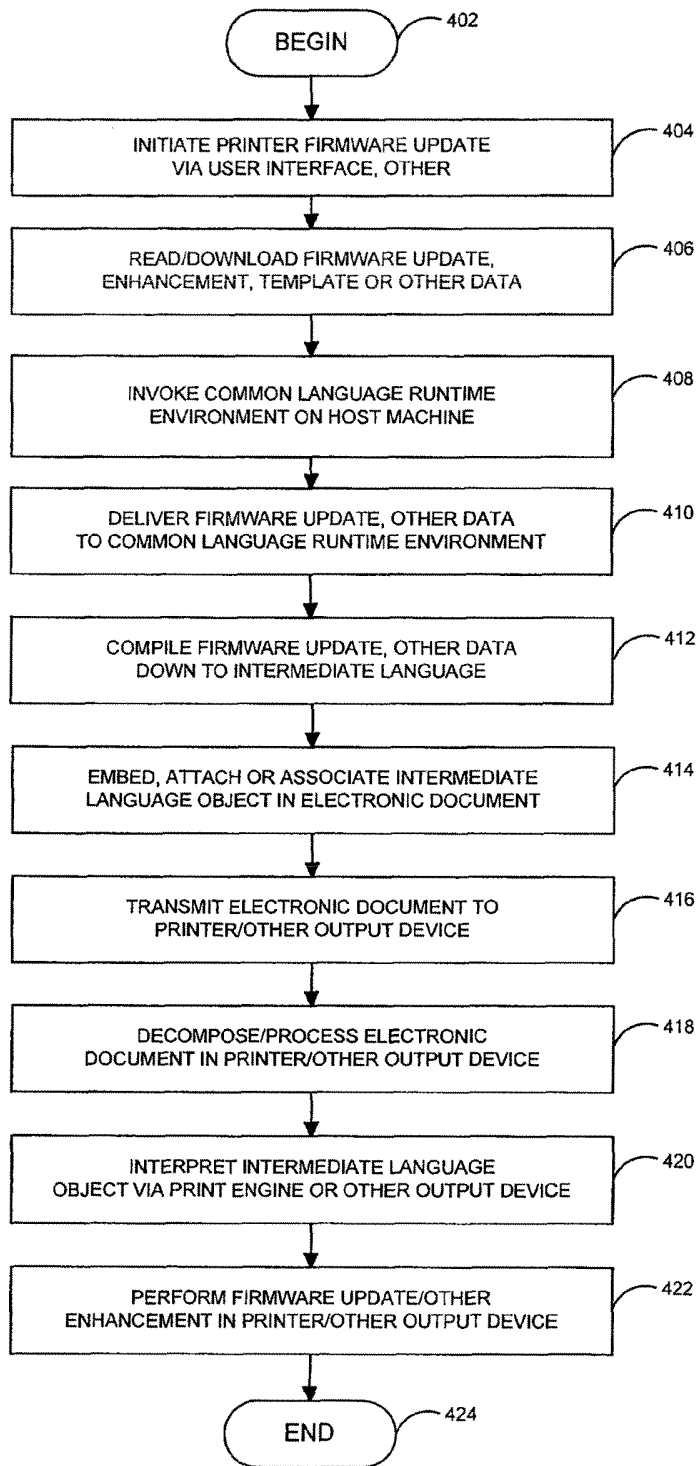 BEGIN
402
INITIATE PRINTER FIRMWARE UPDATE
VIA USER INTERFACE, OTHER
404
READ/DOWNLOAD FIRMWARE UPDATE,
ENHANCEMENT, TEMPLATE OR OTHER DATA
406
INVOKE COMMON LANGUAGE RUNTIME
ENVIRONMENT ON HOST MACHINE
408
DELIVER FIRMWARE UPDATE, OTHER DATA
TO COMMON LANGUAGE RUNTIME ENVIRONMENT
410
COMPILE FIRMWARE UPDATE, OTHER DATA
DOWN TO INTERMEDIATE LANGUAGE
412
EMBED, ATTACH OR ASSOCIATE INTERMEDIATE
LANGUAGE OBJECT IN ELECTRONIC DOCUMENT
414
TRANSMIT ELECTRONIC DOCUMENT TO
PRINTER/OTHER OUTPUT DEVICE
416
DECOMPOSE/PROCESS ELECTRONIC
DOCUMENT IN PRINTER/OTHER OUTPUT DEVICE
418
INTERPRET INTERMEDIATE LANGUAGE
OBJECT VIA PRINT ENGINE OR OTHER OUTPUT DEVICE
420
PERFORM FIRMWARE UPDATE/OTHER
ENHANCEMENT IN PRINTER/OTHER OUTPUT DEVICE
422
END
424